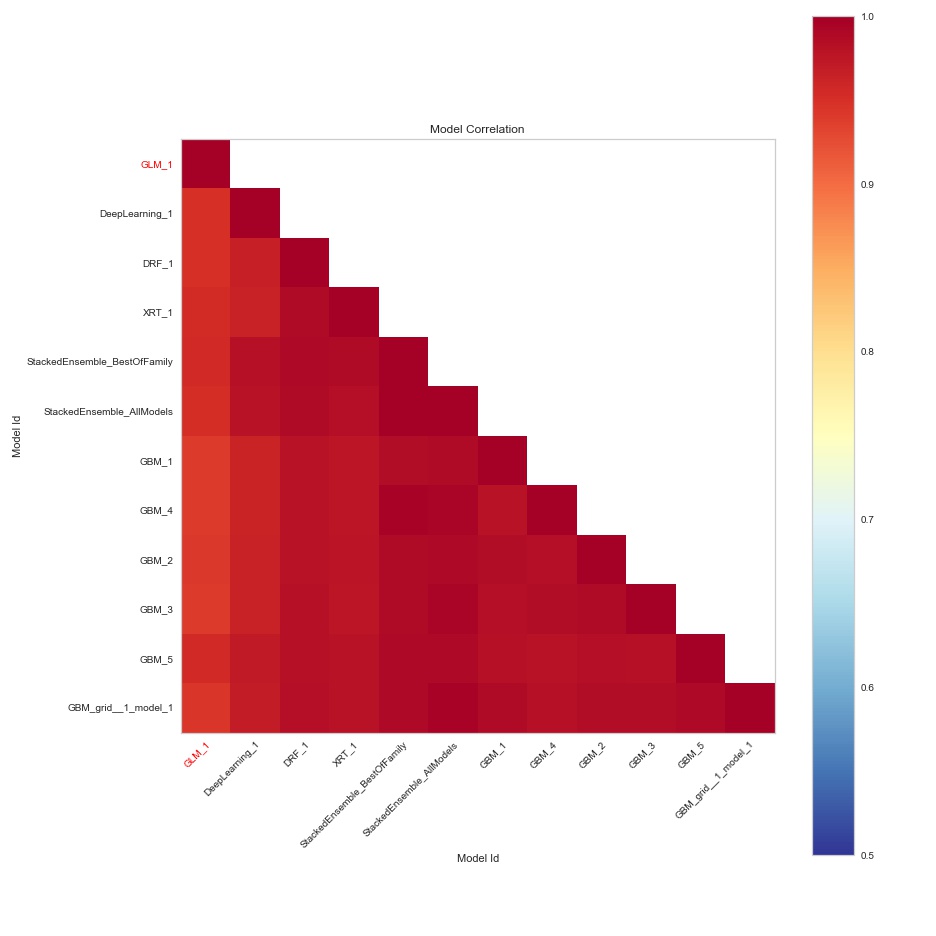 Model Correlation
GLM_1
DeepLearning_1
DRF_1
XRT_1
StackedEnsemble_BestOfFamily
StackedEnsemble_AllModels
GBM_1
GBM_4
GBM_2
GBM_3
GBM_5
GBM_grid__1_model_1
Model Id
GLM_1
DeepLearning_1
DRF_1
XRT_1
StackedEnsemble_BestOfFamily
StackedEnsemble_AllModels
GBM_1
GBM_4
GBM_2
GBM_3
GBM_5
GBM_grid__1_model_1
Model Id
1.0
0.9
0.8
0.7
0.6
0.5